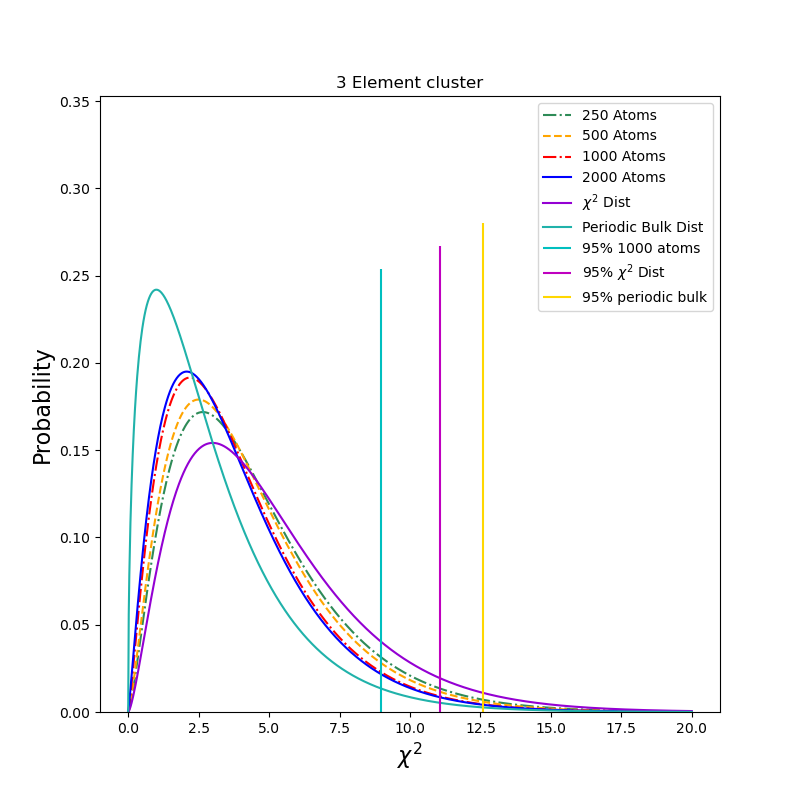 3 Element cluster
0.35
0.30
0.25
0.20
0.15
0.10
0.05
0.00
Probability
250 Atoms
500 Atoms
1000 Atoms
2000 Atoms
χ² Dist
Periodic Bulk Dist
95% 1000 atoms
95% χ² Dist
95% periodic bulk
0.0 2.5 5.0 7.5 10.0 12.5 15.0 17.5 20.0
χ²